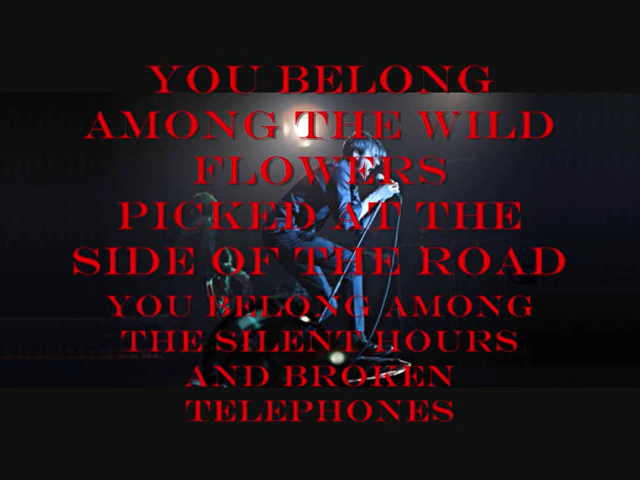 YOU BELONG
AMONG THE WILD
FLOWERS
PICKED AT THE
SIDE OF THE ROAD
YOU BELONG AMONG
THE SILENT HOURS
AND BROKEN
TELEPHONES